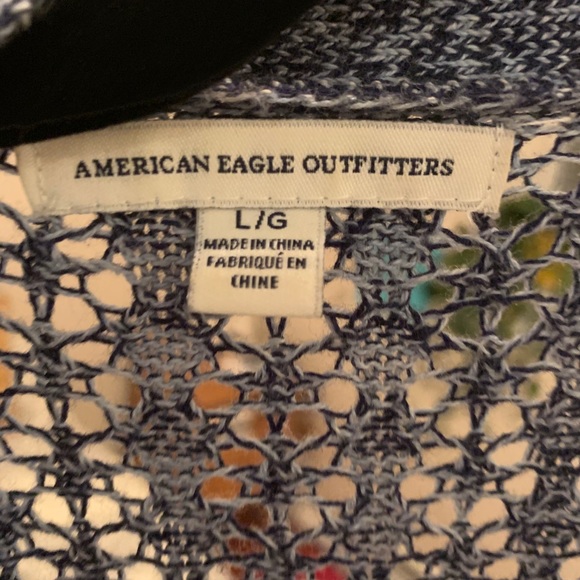 AMERICAN EAGLE OUTFITTERS
L/G
MADE IN CHINA
FABRIQUÉ EN
CHINE